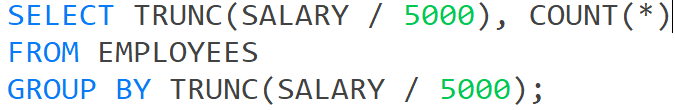 SELECT TRUNC(SALARY / 5000), COUNT(*)
FROM EMPLOYEES
GROUP BY TRUNC(SALARY / 5000);